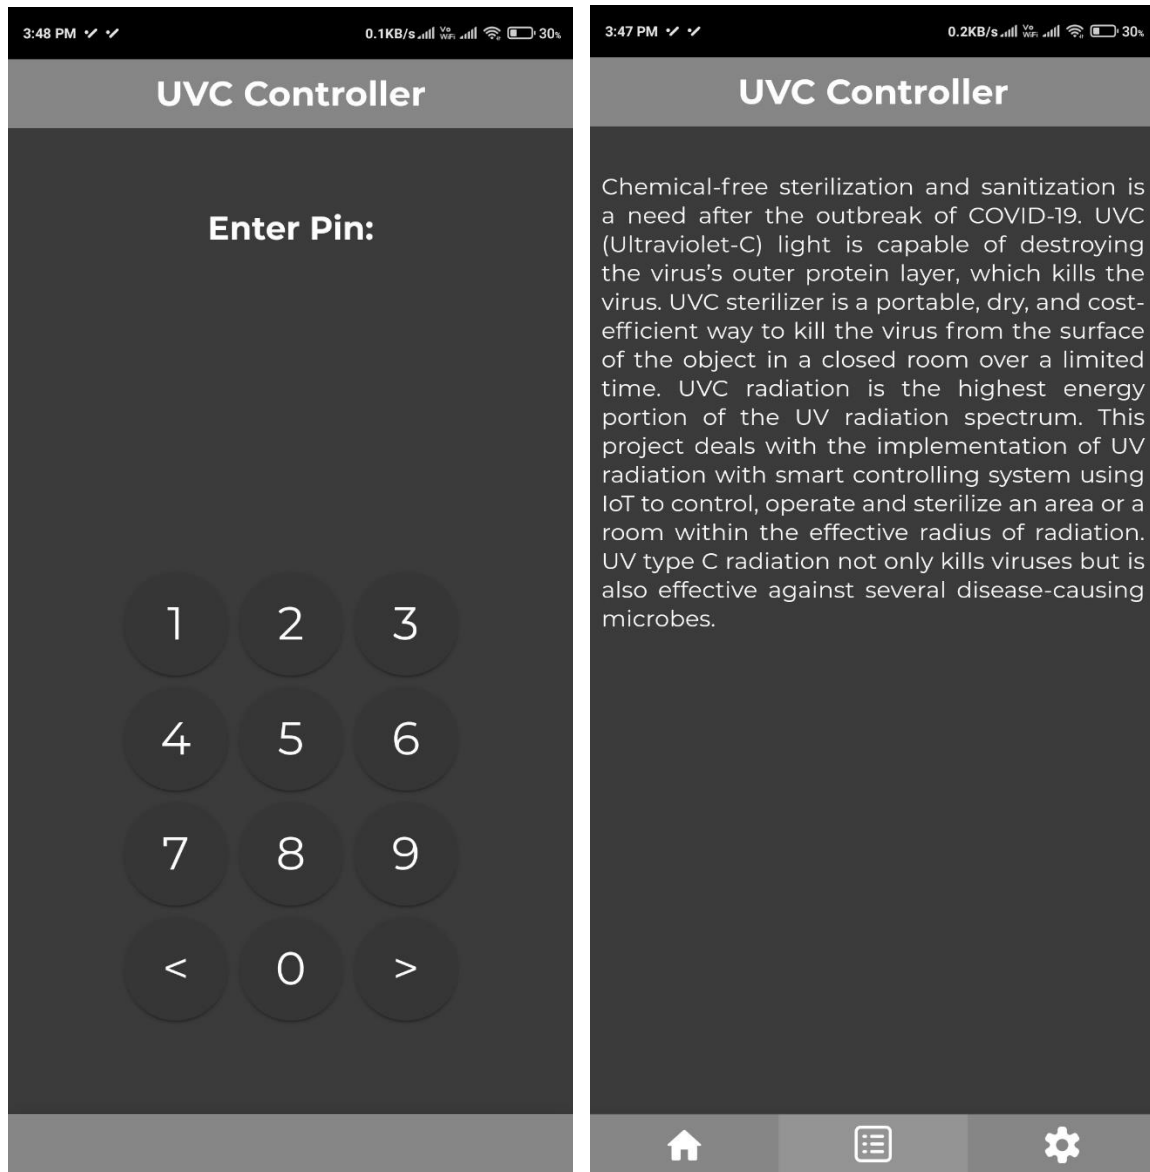 3:48 PM
0.1KB/s Vo WiFi 30%
UVC Controller
Enter Pin:
1 2 3
4 5 6
7 8 9
< 0 >
3:47 PM
0.2KB/s Vo WiFi 30%
UVC Controller
Chemical-free sterilization and sanitization is
a need after the outbreak of COVID-19. UVC
(Ultraviolet-C) light is capable of destroying
the virus's outer protein layer, which kills the
virus. UVC sterilizer is a portable, dry, and cost-
efficient way to kill the virus from the surface
of the object in a closed room over a limited
time. UVC radiation is the highest energy
portion of the UV radiation spectrum. This
project deals with the implementation of UV
radiation with smart controlling system using
IoT to control, operate and sterilize an area or a
room within the effective radius of radiation.
UV type C radiation not only kills viruses but is
also effective against several disease-causing
microbes.